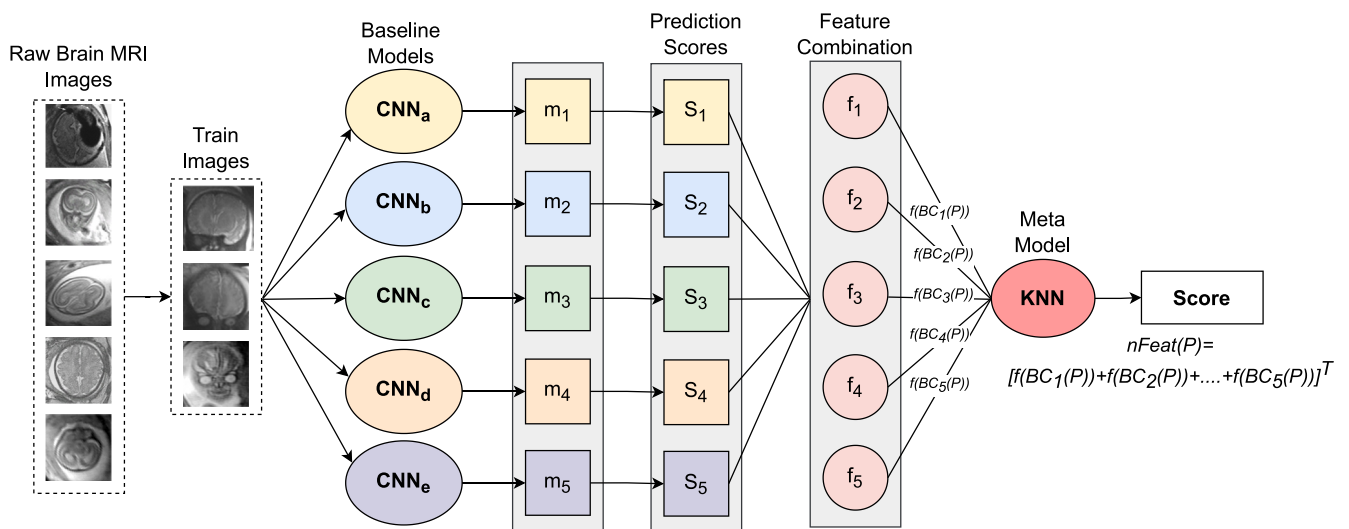 Raw Brain MRI
Images
Train
Images
Baseline
Models
CNNa
CNNb
CNNc
CNNd
CNNe
m1
m2
m3
m4
m5
Prediction
Scores
S1
S2
S3
S4
S5
Feature
Combination
f1
f2
f3
f4
f5
f(BC1(P))
f(BC2(P))
f(BC3(P))
f(BC4(P))
f(BC5(P))
Meta
Model
KNN
Score
nFeat(P)=
[f(BC1(P))+f(BC2(P))+....+f(BC5(P))]T